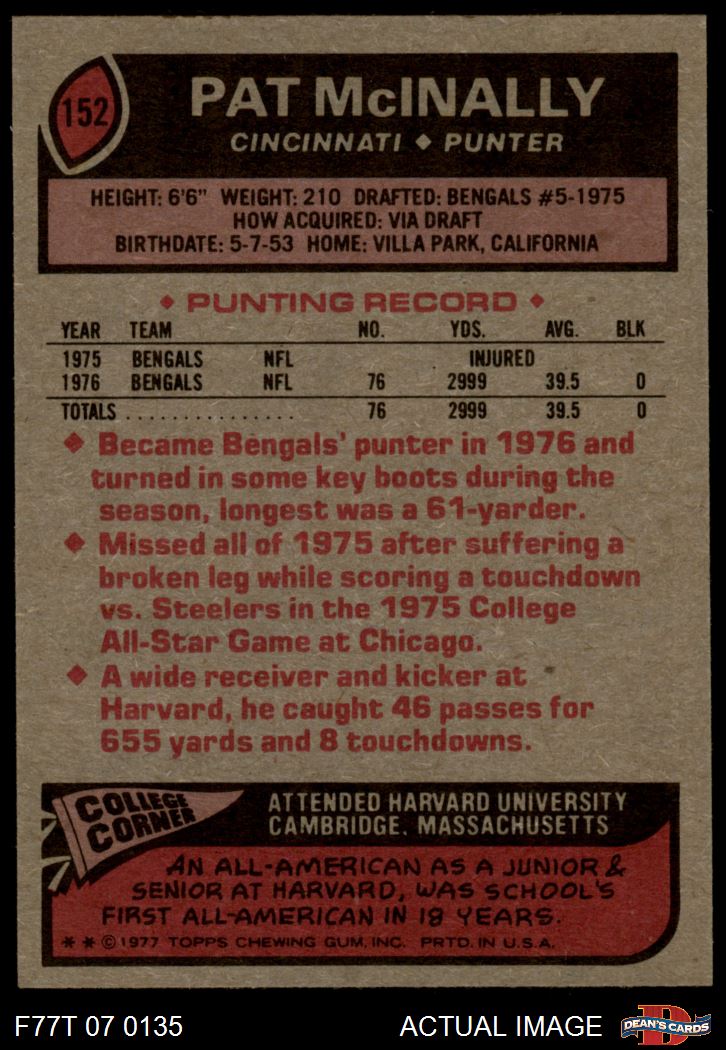 152
PAT McINALLY
CINCINNATI ◆ PUNTER
HEIGHT: 6'6" WEIGHT: 210 DRAFTED: BENGALS #5-1975
HOW ACQUIRED: VIA DRAFT
BIRTHDATE: 5-7-53 HOME: VILLA PARK, CALIFORNIA
◆ PUNTING RECORD ◆
YEAR TEAM NO. YDS. AVG. BLK
1975 BENGALS NFL INJURED
1976 BENGALS NFL 76 2999 39.5 0
TOTALS . . . . . . . . . . . . . . . 76 2999 39.5 0
◆ Became Bengals' punter in 1976 and
turned in some key boots during the
season, longest was a 61-yarder.
◆ Missed all of 1975 after suffering a
broken leg while scoring a touchdown
vs. Steelers in the 1975 College
All-Star Game at Chicago.
◆ A wide receiver and kicker at
Harvard, he caught 46 passes for
655 yards and 8 touchdowns.
COLLEGE
CORNER
ATTENDED HARVARD UNIVERSITY
CAMBRIDGE, MASSACHUSETTS
AN ALL-AMERICAN AS A JUNIOR &
SENIOR AT HARVARD, WAS SCHOOL'S
FIRST ALL-AMERICAN IN 18 YEARS.
* * © 1977 TOPPS CHEWING GUM, INC. PRTD. IN U.S.A.
F77T 07 0135
ACTUAL IMAGE
D
DEAN'S CARDS